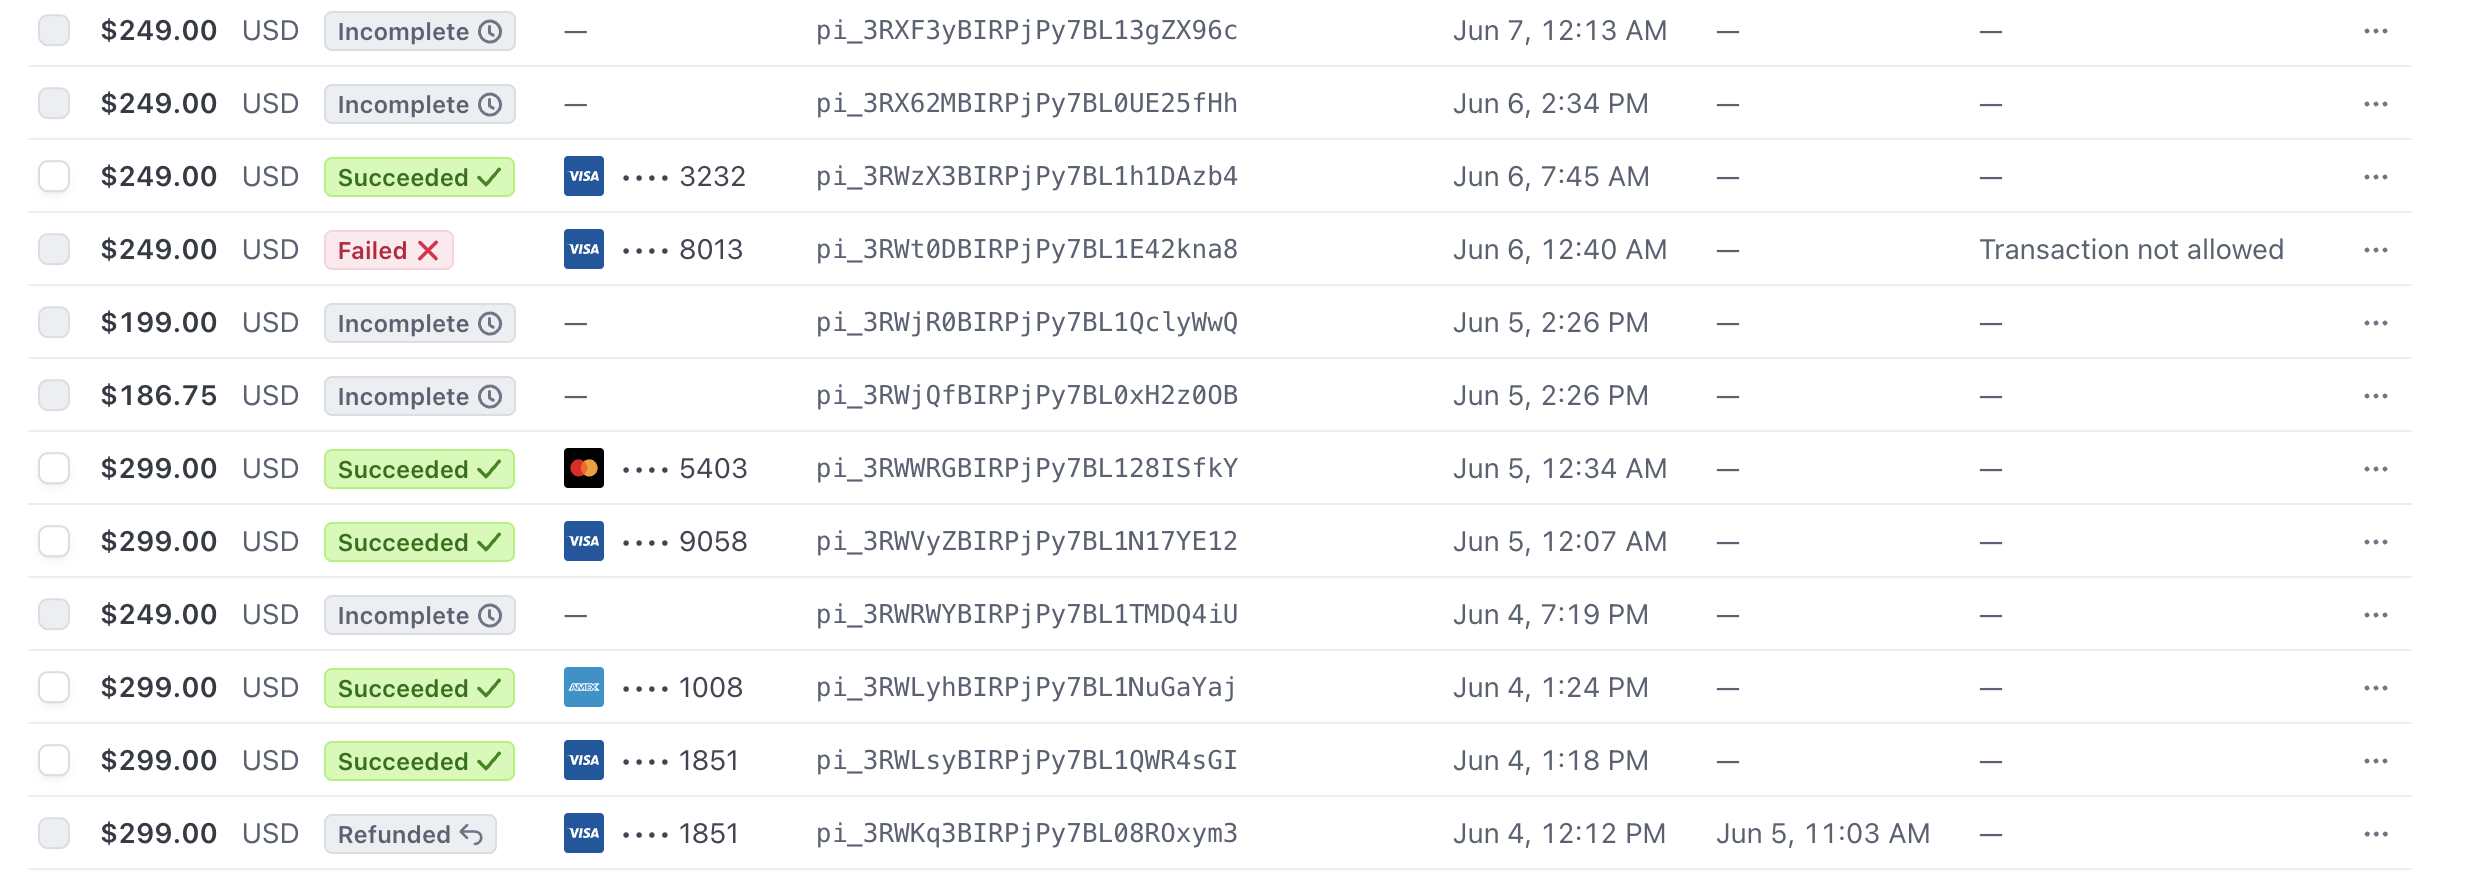 $249.00 USD Incomplete — pi_3RXF3yBIRPjPy7BL13gZX96c Jun 7, 12:13 AM — —
$249.00 USD Incomplete — pi_3RX62MBIRPjPy7BL0UE25fHh Jun 6, 2:34 PM — —
$249.00 USD Succeeded VISA •••• 3232 pi_3RWzX3BIRPjPy7BL1h1DAzb4 Jun 6, 7:45 AM — —
$249.00 USD Failed VISA •••• 8013 pi_3RWt0DBIRPjPy7BL1E42kna8 Jun 6, 12:40 AM — Transaction not allowed
$199.00 USD Incomplete — pi_3RWjR0BIRPjPy7BL1QclyWwQ Jun 5, 2:26 PM — —
$186.75 USD Incomplete — pi_3RWjQfBIRPjPy7BL0xH2z0OB Jun 5, 2:26 PM — —
$299.00 USD Succeeded •••• 5403 pi_3RWWRGBIRPjPy7BL128ISfkY Jun 5, 12:34 AM — —
$299.00 USD Succeeded VISA •••• 9058 pi_3RWVyZBIRPjPy7BL1N17YE12 Jun 5, 12:07 AM — —
$249.00 USD Incomplete — pi_3RWRWYBIRPjPy7BL1TMDQ4iU Jun 4, 7:19 PM — —
$299.00 USD Succeeded AMEX •••• 1008 pi_3RWLyhBIRPjPy7BL1NuGaYaj Jun 4, 1:24 PM — —
$299.00 USD Succeeded VISA •••• 1851 pi_3RWLsyBIRPjPy7BL1QWR4sGI Jun 4, 1:18 PM — —
$299.00 USD Refunded VISA •••• 1851 pi_3RWKq3BIRPjPy7BL08ROxym3 Jun 4, 12:12 PM Jun 5, 11:03 AM —